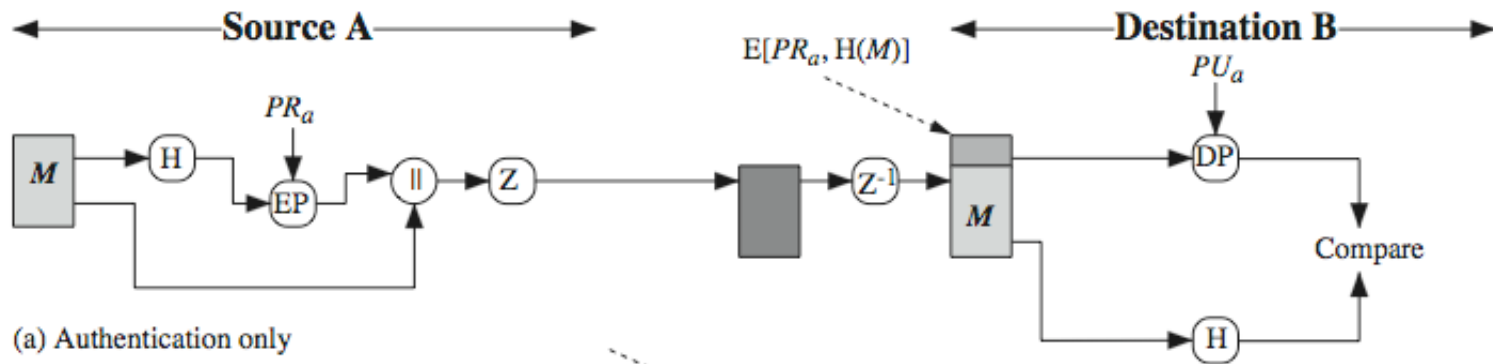 Source A
Destination B
E[PRₐ, H(M)]
PUₐ
PRₐ
M
H
EP
||
Z
Z⁻¹
DP
M
Compare
H
(a) Authentication only